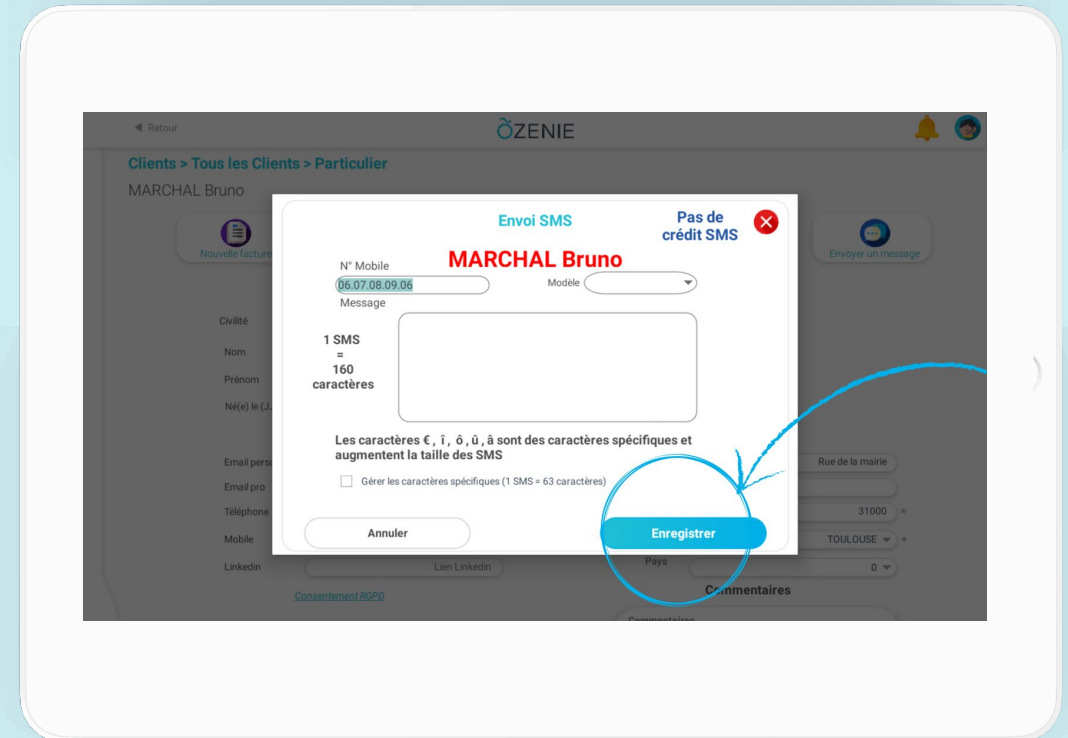 Retour
ÕZENIE
Clients > Tous les Clients > Particulier
MARCHAL Bruno
Nouvelle facture
Envoyer un message
Envoi SMS
Pas de
crédit SMS
MARCHAL Bruno
N° Mobile
06.07.08.09.06
Modèle
Message
1 SMS
=
160
caractères
Les caractères € , î , ô , û , â sont des caractères spécifiques et
augmentent la taille des SMS
Gérer les caractères spécifiques (1 SMS = 63 caractères)
Annuler
Enregistrer
Civilité
Nom
Prénom
Né(e) le (J
Email pers
Email pro
Téléphone
Mobile
Linkedin
Lien Linkedin
Consentement RGPD
Rue de la mairie
31000 *
TOULOUSE *
Pays
0
Commentaires
Commentaires